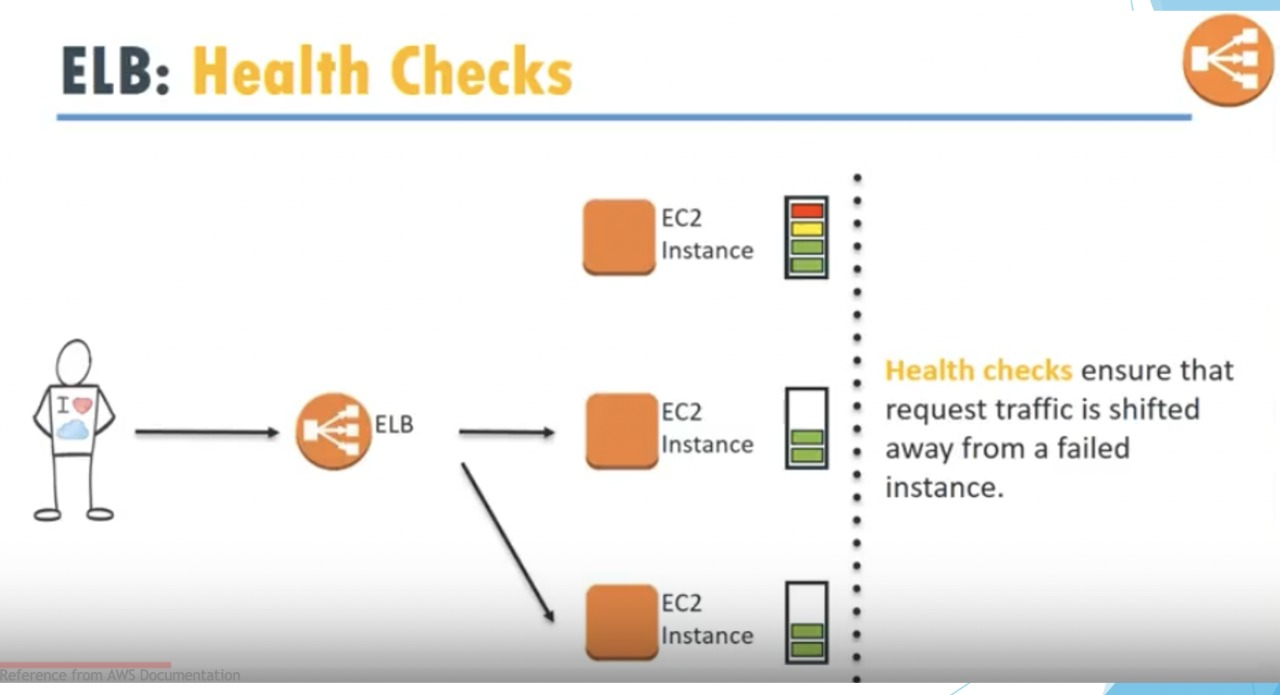 ELB: Health Checks
EC2
Instance
I
ELB
EC2
Instance
EC2
Instance
Health checks ensure that
request traffic is shifted
away from a failed
instance.
Reference from AWS Documentation